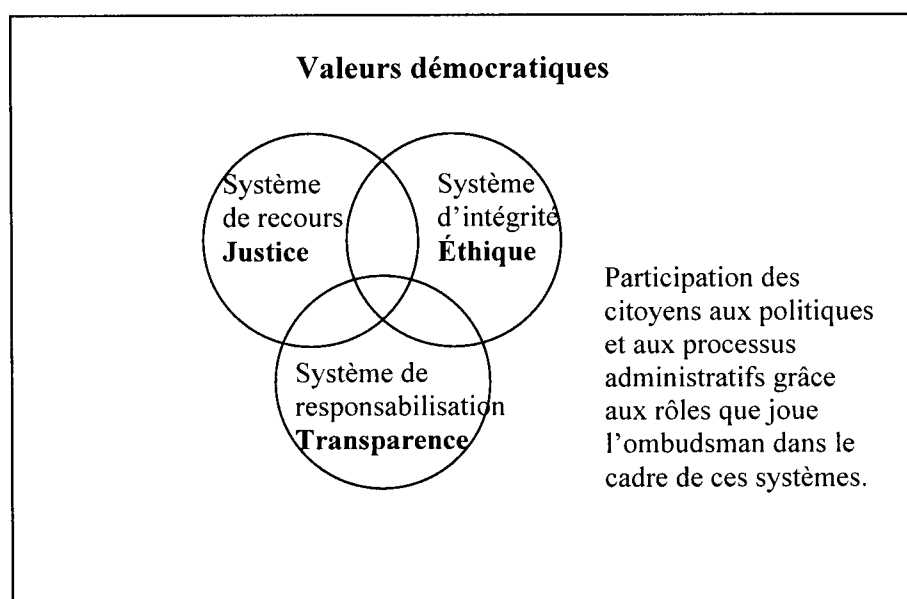 Valeurs démocratiques
Système
de recours
Justice
Système
d'intégrité
Éthique
Système de
responsabilisation
Transparence
Participation des
citoyens aux politiques
et aux processus
administratifs grâce
aux rôles que joue
l'ombudsman dans le
cadre de ces systèmes.